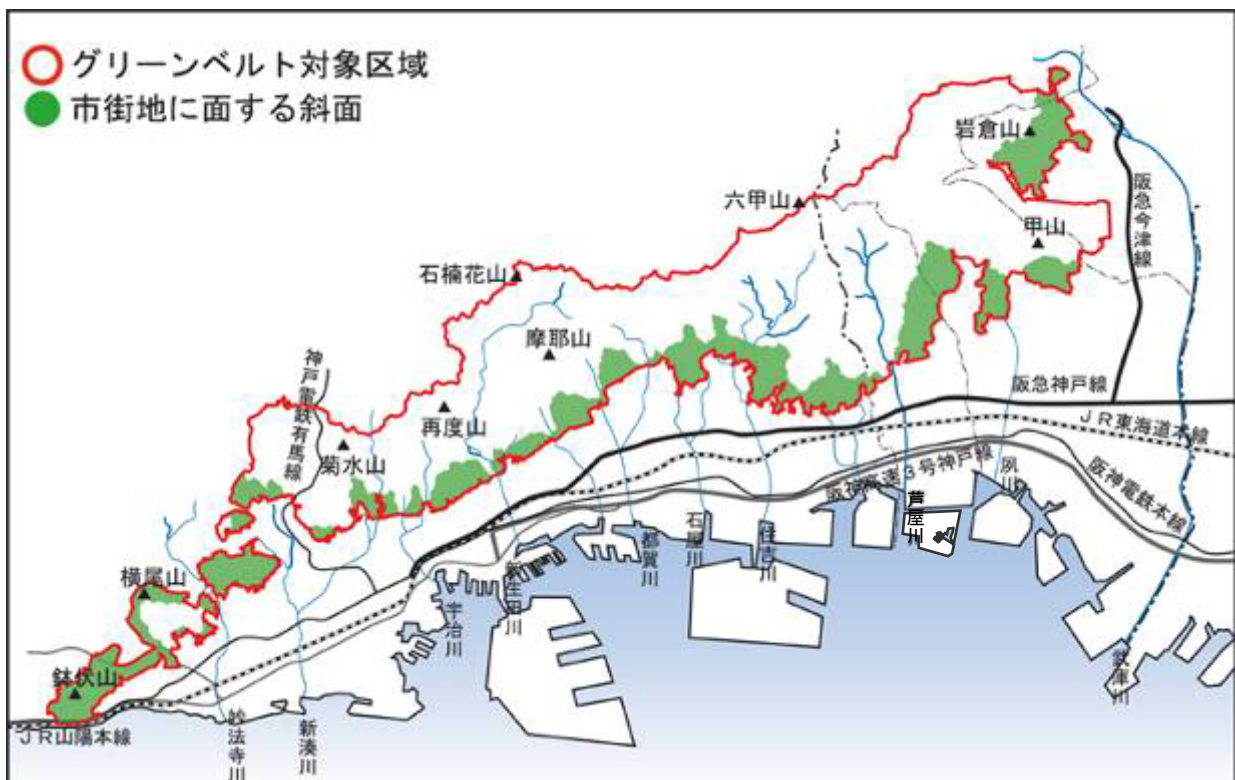 グリーンベルト対象区域
市街地に面する斜面
岩倉山
阪急今津線
六甲山
甲山
石楠花山
摩耶山
神戸電鉄有馬線
再度山
菊水山
阪急神戸線
JR東海道本線
阪神高速3号神戸線
阪神電鉄本線
夙川
芦屋川
住吉川
石屋川
都賀川
新生田川
宇治川
横尾山
鉢伏山
武庫川
JR山陽本線
妙法寺川
新湊川